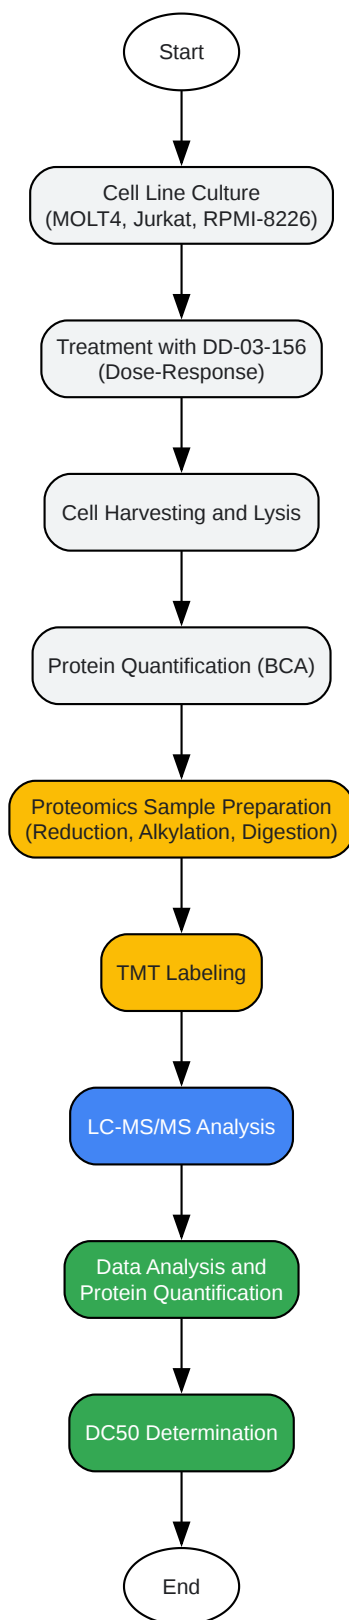 Start
Cell Line Culture
(MOLT4, Jurkat, RPMI-8226)
Treatment with DD-03-156
(Dose-Response)
Cell Harvesting and Lysis
Protein Quantification (BCA)
Proteomics Sample Preparation
(Reduction, Alkylation, Digestion)
TMT Labeling
LC-MS/MS Analysis
Data Analysis and
Protein Quantification
DC50 Determination
End